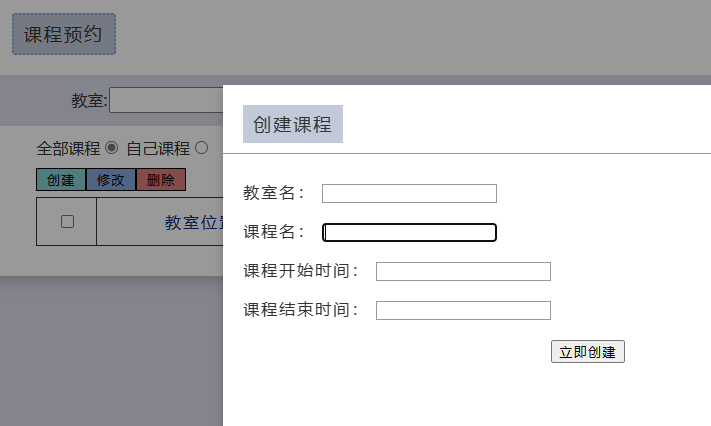 课程预约
教室:
全部课程 自己课程
创建 修改 删除
教室位
创建课程
教室名：
课程名：
课程开始时间：
课程结束时间：
立即创建